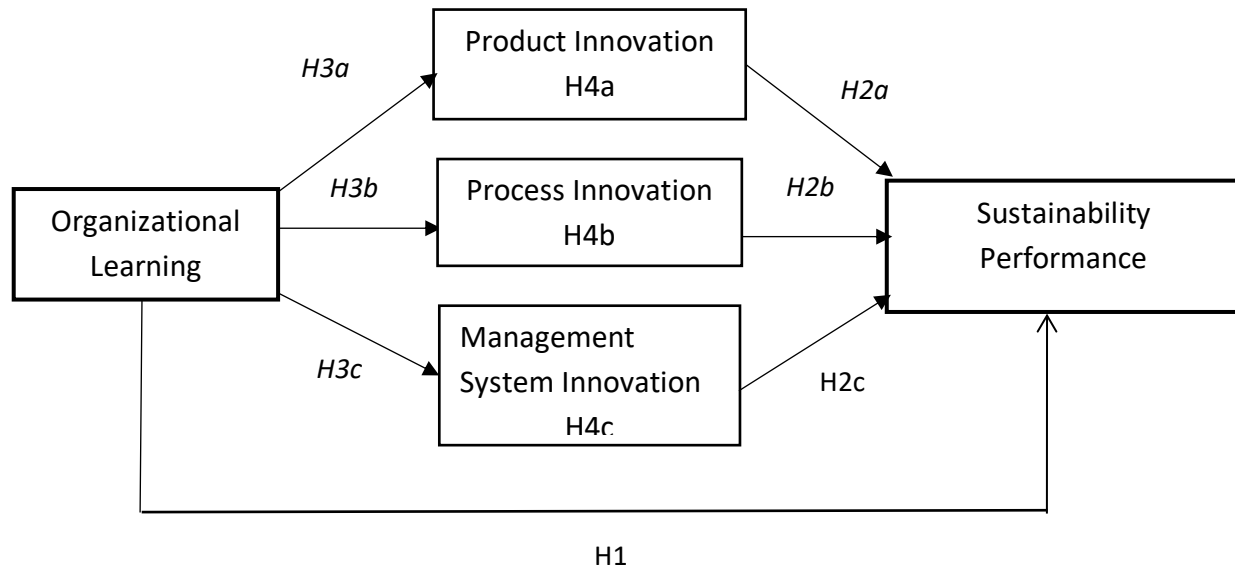 Product Innovation
H4a
H3a
H2a
Process Innovation
H4b
H3b
H2b
Organizational
Learning
Sustainability
Performance
Management
System Innovation
H4c
H3c
H2c
H1